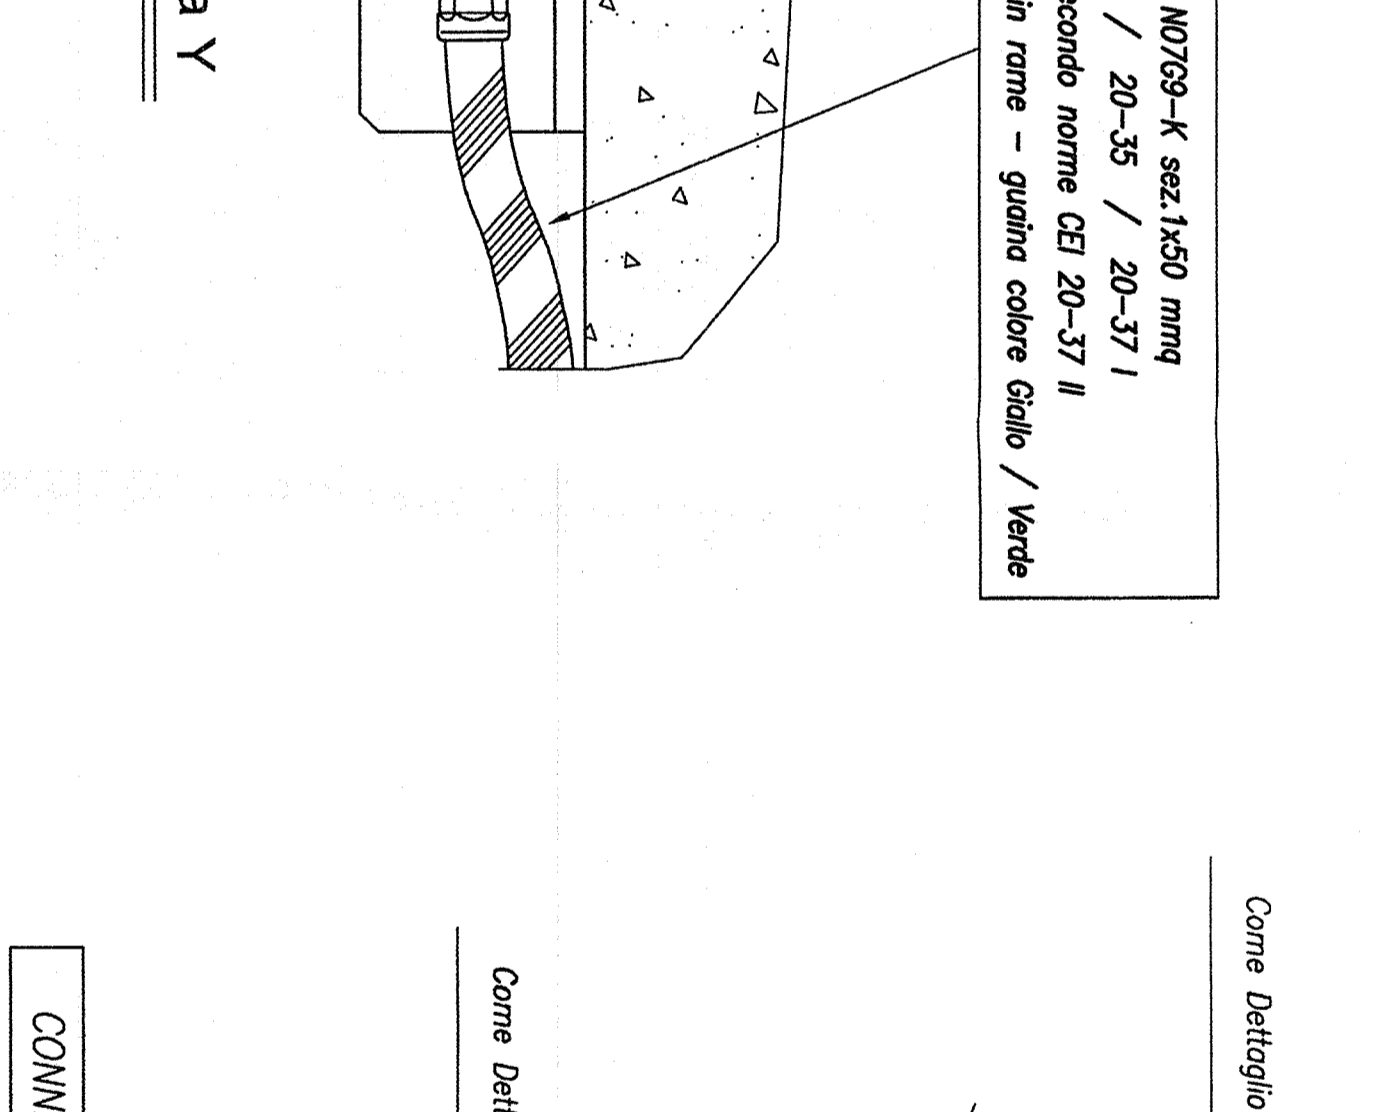 N07G9-K sez.1x50 mmq
/ 20-35 / 20-37 I
econdo norme CEI 20-37 II
in rame - guaina colore Giallo / Verde
a Y
Come Dettaglio
Come Dett
CONN